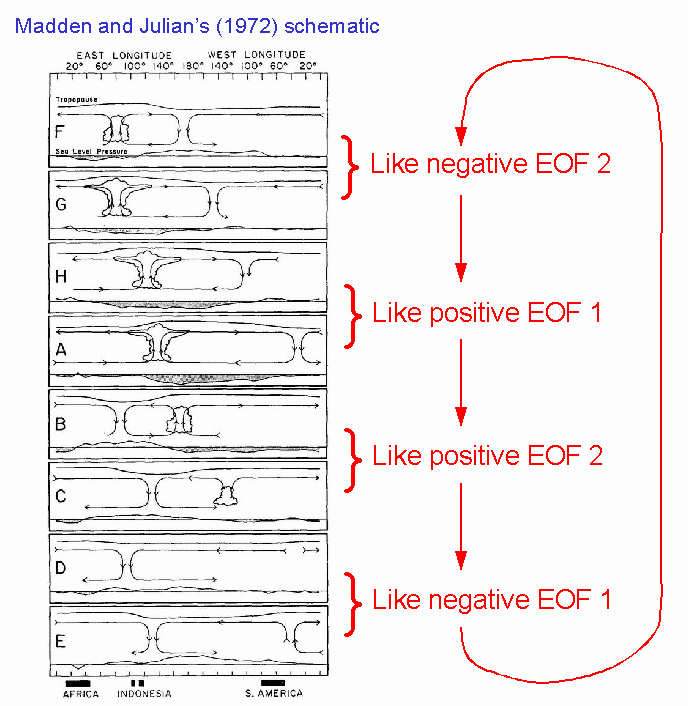 Madden and Julian's (1972) schematic
EAST LONGITUDE WEST LONGITUDE
20° 60° 100° 140° 180° 140° 100° 60° 20°
Tropopause
F
Sea Level Pressure
Like negative EOF 2
G
H
Like positive EOF 1
A
B
Like positive EOF 2
C
D
Like negative EOF 1
E
AFRICA INDONESIA S. AMERICA